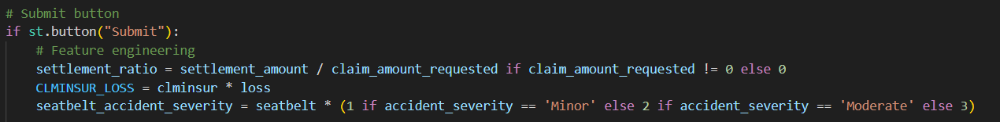 # Submit button
if st.button("Submit"):
# Feature engineering
settlement_ratio = settlement_amount / claim_amount_requested if claim_amount_requested != 0 else 0
CLMINSUR_LOSS = clminsur * loss
seatbelt_accident_severity = seatbelt * (1 if accident_severity == 'Minor' else 2 if accident_severity == 'Moderate' else 3)